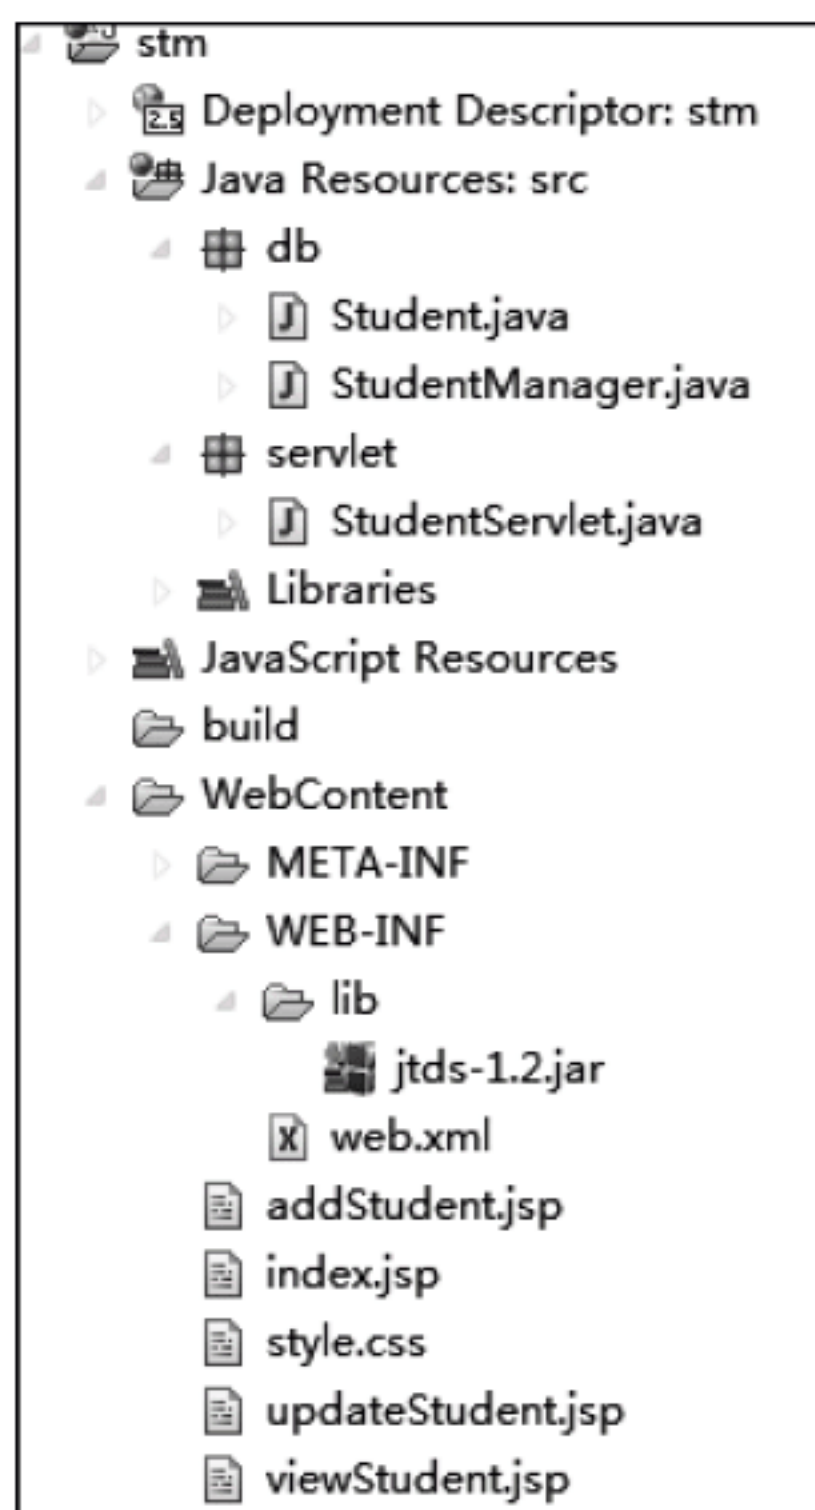 stm
2.5
Deployment Descriptor: stm
Java Resources: src
db
J
Student.java
J
StudentManager.java
servlet
J
StudentServlet.java
Libraries
JavaScript Resources
build
WebContent
META-INF
WEB-INF
lib
jtds-1.2.jar
X
web.xml
addStudent.jsp
index.jsp
style.css
updateStudent.jsp
viewStudent.jsp